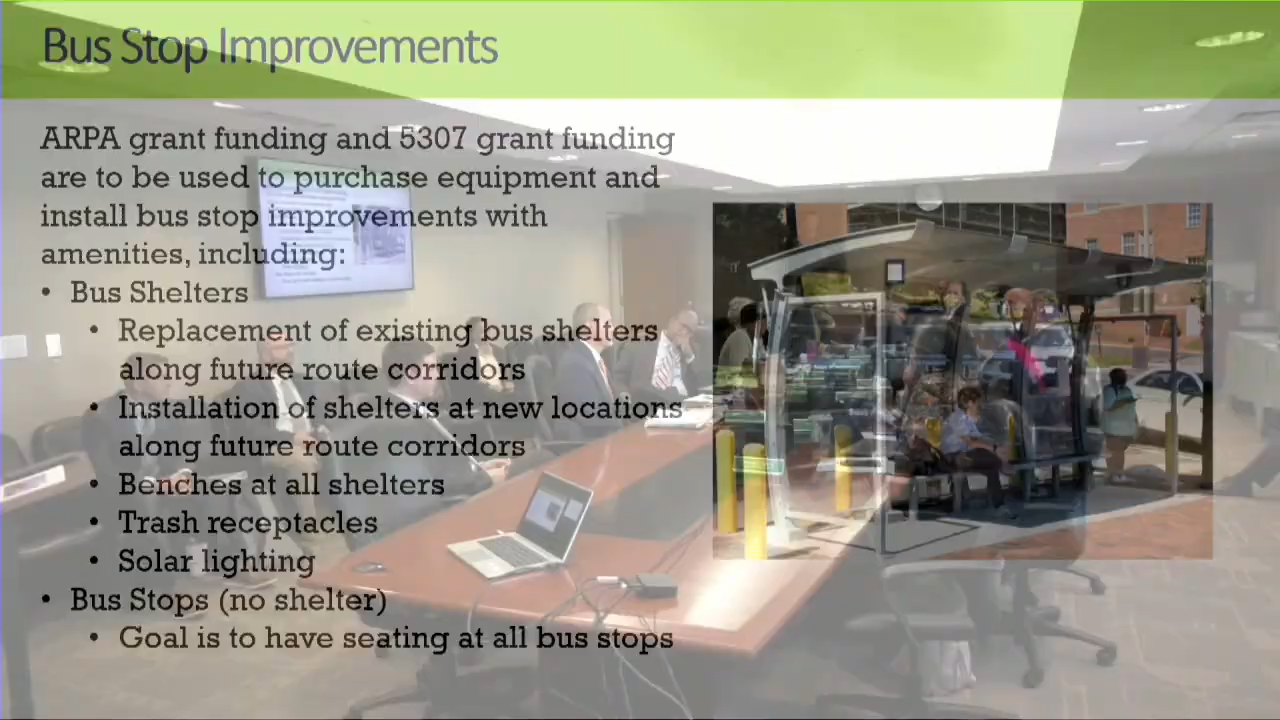 Bus Stop Improvements
ARPA grant funding and 5307 grant funding
are to be used to purchase equipment and
install bus stop improvements with
amenities, including:
• Bus Shelters
• Replacement of existing bus shelters
along future route corridors
• Installation of shelters at new locations
along future route corridors
• Benches at all shelters
• Trash receptacles
• Solar lighting
• Bus Stops (no shelter)
• Goal is to have seating at all bus stops